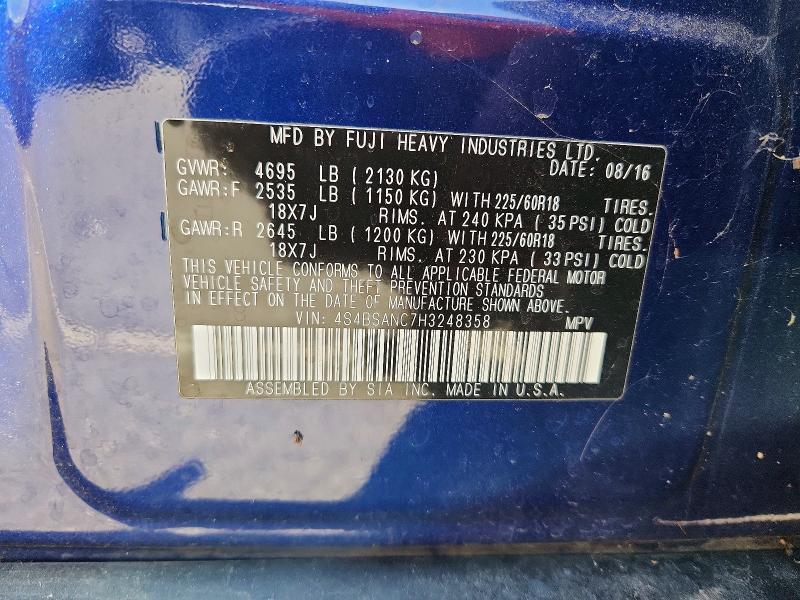 MFD BY FUJI HEAVY INDUSTRIES LTD.
GVWR: 4695 LB ( 2130 KG) DATE: 08/16
GAWR:F 2535 LB ( 1150 KG) WITH 225/60R18 TIRES.
18X7J RIMS. AT 240 KPA ( 35 PSI) COLD
GAWR:R 2645 LB ( 1200 KG) WITH 225/60R18 TIRES.
18X7J RIMS. AT 230 KPA ( 33 PSI) COLD
THIS VEHICLE CONFORMS TO ALL APPLICABLE FEDERAL MOTOR
VEHICLE SAFETY AND THEFT PREVENTION STANDARDS
IN EFFECT ON THE DATE OF MANUFACTURE SHOWN ABOVE.
VIN: 4S4BSANC7H3248358 MPV
ASSEMBLED BY SIA INC. MADE IN U.S.A.